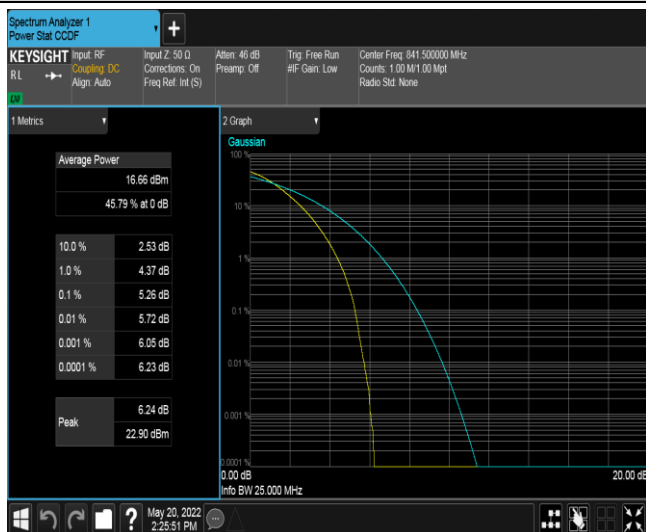 Spectrum Analyzer 1
Power Stat CCDF
KEYSIGHT
RL
Input: RF
Coupling: DC
Align: Auto
Input Z: 50 Ω
Corrections: On
Freq Ref: Int (S)
Atten: 46 dB
Preamp: Off
Trig: Free Run
#IF Gain: Low
Center Freq: 841.500000 MHz
Counts: 1.00 M/1.00 Mpt
Radio Std: None
1 Metrics
Average Power
16.66 dBm
45.79 % at 0 dB
10.0 % 2.53 dB
1.0 % 4.37 dB
0.1 % 5.26 dB
0.01 % 5.72 dB
0.001 % 6.05 dB
0.0001 % 6.23 dB
Peak
6.24 dB
22.90 dBm
2 Graph
Gaussian
100 %
10 %
1 %
0.1 %
0.01 %
0.001 %
0.0001 %
0.00 dB 20.00 dB
Info BW 25.000 MHz
?
May 20, 2022
2:25:51 PM